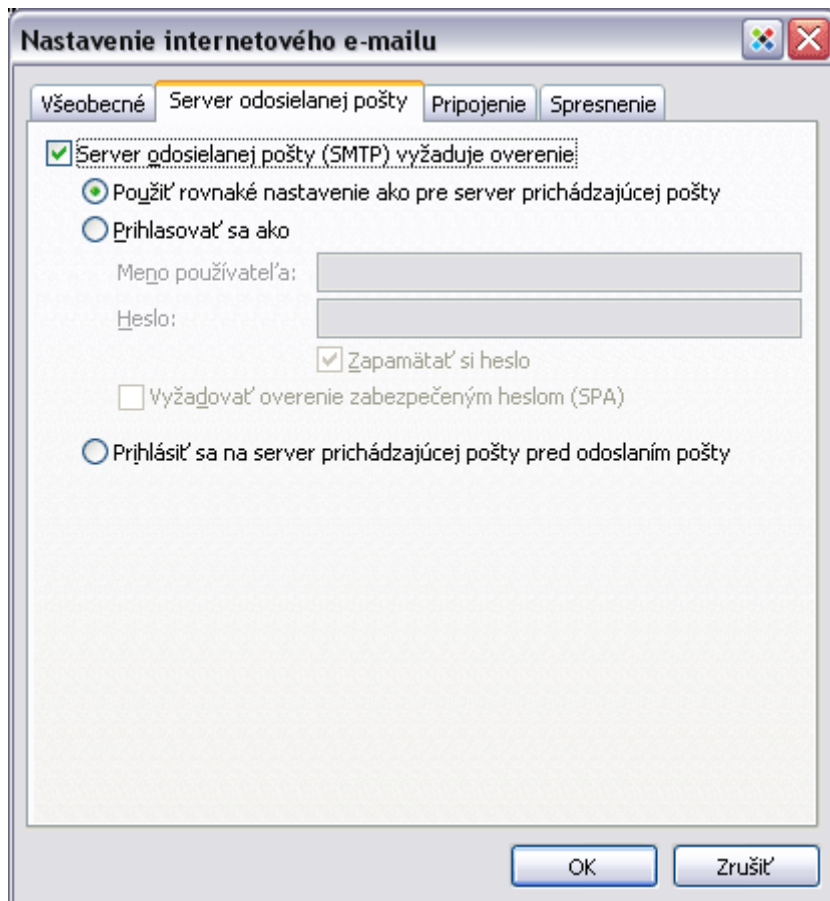 Nastavenie internetového e-mailu
Všeobecné
Server odosielanej pošty
Pripojenie
Spresnenie
Server odosielanej pošty (SMTP) vyžaduje overenie
Použiť rovnaké nastavenie ako pre server prichádzajúcej pošty
Prihlasovať sa ako
Meno používateľa:
Heslo:
Zapamätať si heslo
Vyžadovať overenie zabezpečeným heslom (SPA)
Prihlásiť sa na server prichádzajúcej pošty pred odoslaním pošty
OK
Zrušiť